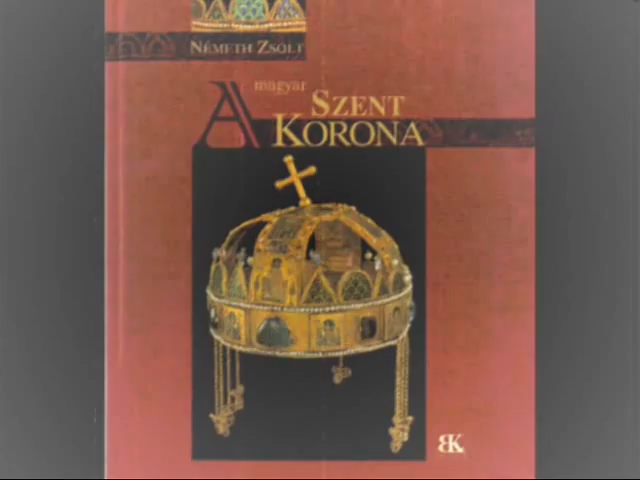 NÉMETH ZSOLT
A magyar
SZENT
KORONA
BK